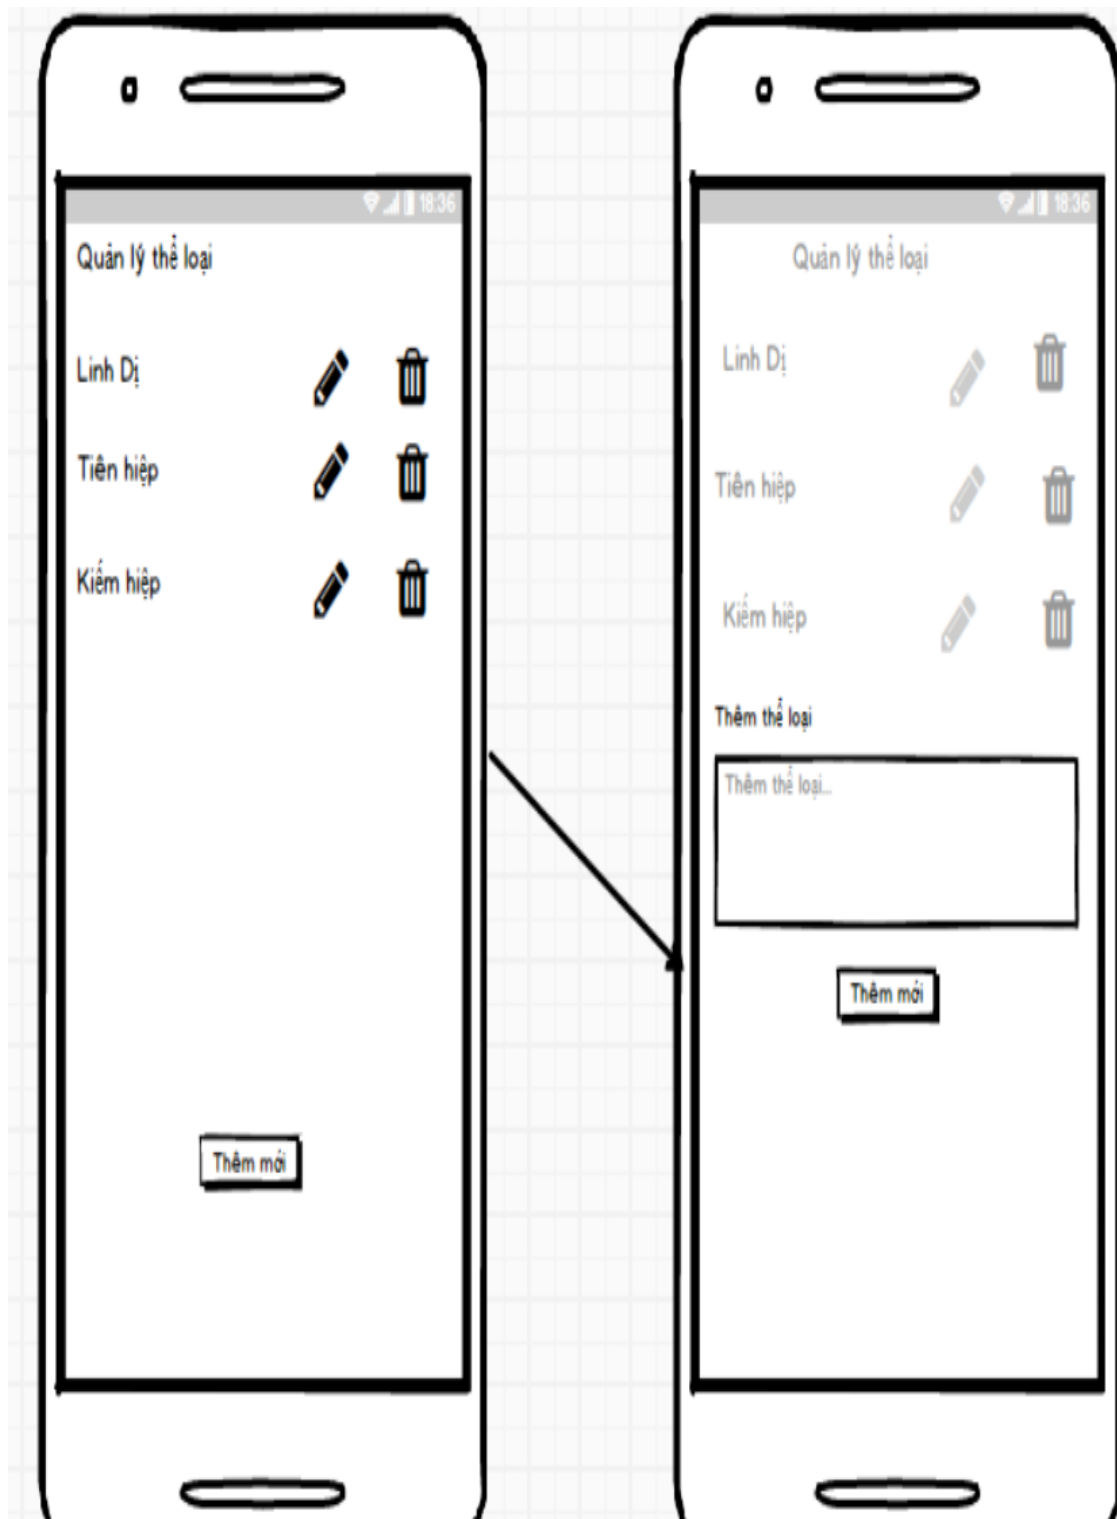 18:36
Quản lý thể loại
Linh Dị
Tiên hiệp
Kiếm hiệp
Thêm mới
18:36
Quản lý thể loại
Linh Dị
Tiên hiệp
Kiếm hiệp
Thêm thể loại
Thêm thể loại...
Thêm mới